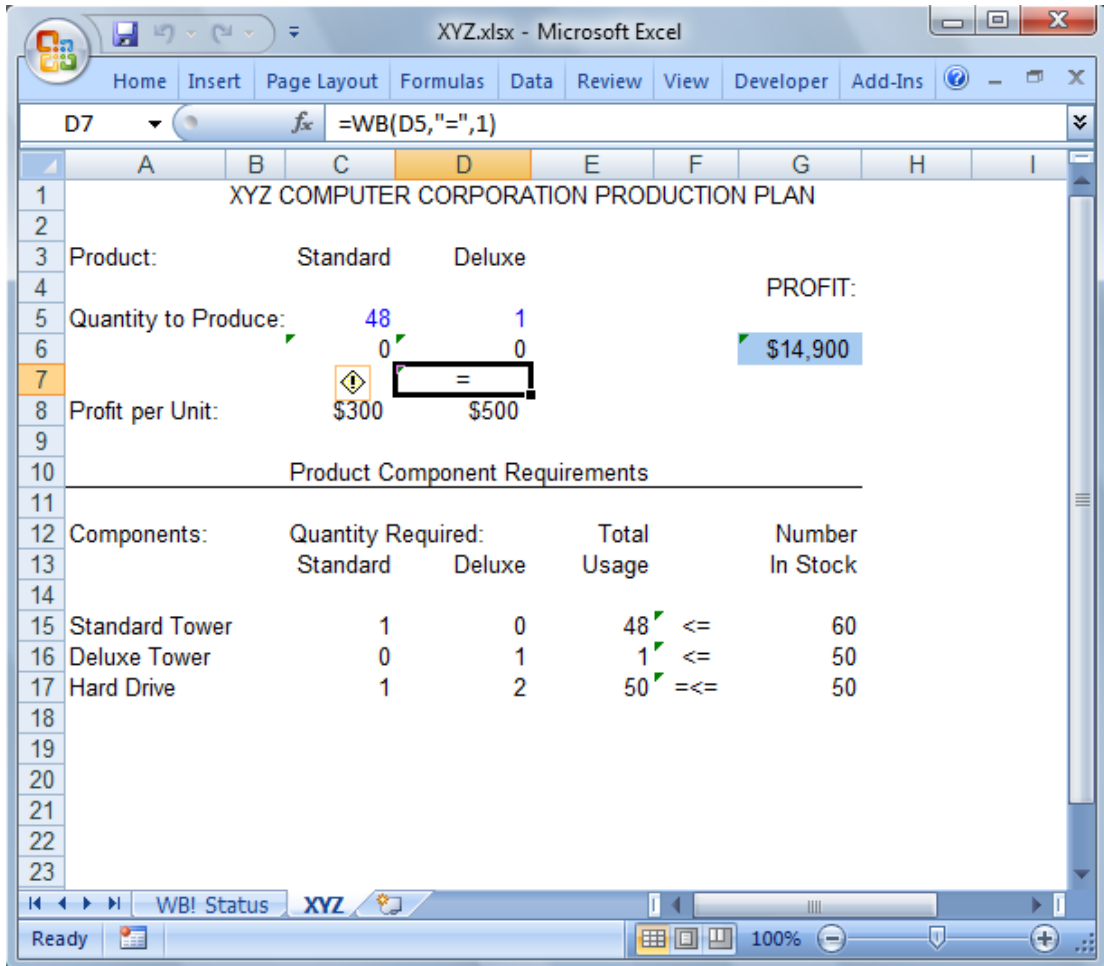 XYZ.xlsx - Microsoft Excel
Home Insert Page Layout Formulas Data Review View Developer Add-Ins
D7 fx =WB(D5,"=",1)
A B C D E F G H I
1 XYZ COMPUTER CORPORATION PRODUCTION PLAN
2
3 Product: Standard Deluxe
4 PROFIT:
5 Quantity to Produce: 48 1
6 0 0 $14,900
7 =
8 Profit per Unit: $300 $500
9
10 Product Component Requirements
11
12 Components: Quantity Required: Total Number
13 Standard Deluxe Usage In Stock
14
15 Standard Tower 1 0 48 <= 60
16 Deluxe Tower 0 1 1 <= 50
17 Hard Drive 1 2 50 =<= 50
18
19
20
21
22
23
WB! Status XYZ
Ready 100%